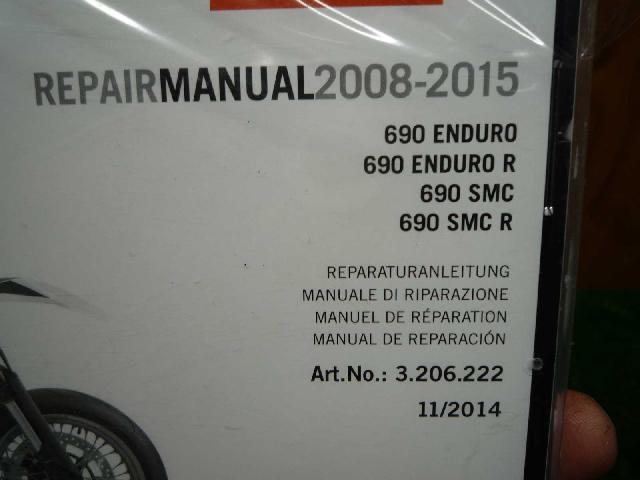 REPAIRMANUAL2008-2015
690 ENDURO
690 ENDURO R
690 SMC
690 SMC R
REPARATURANLEITUNG
MANUALE DI RIPARAZIONE
MANUEL DE RÉPARATION
MANUAL DE REPARACIÓN
Art.No.: 3.206.222
11/2014